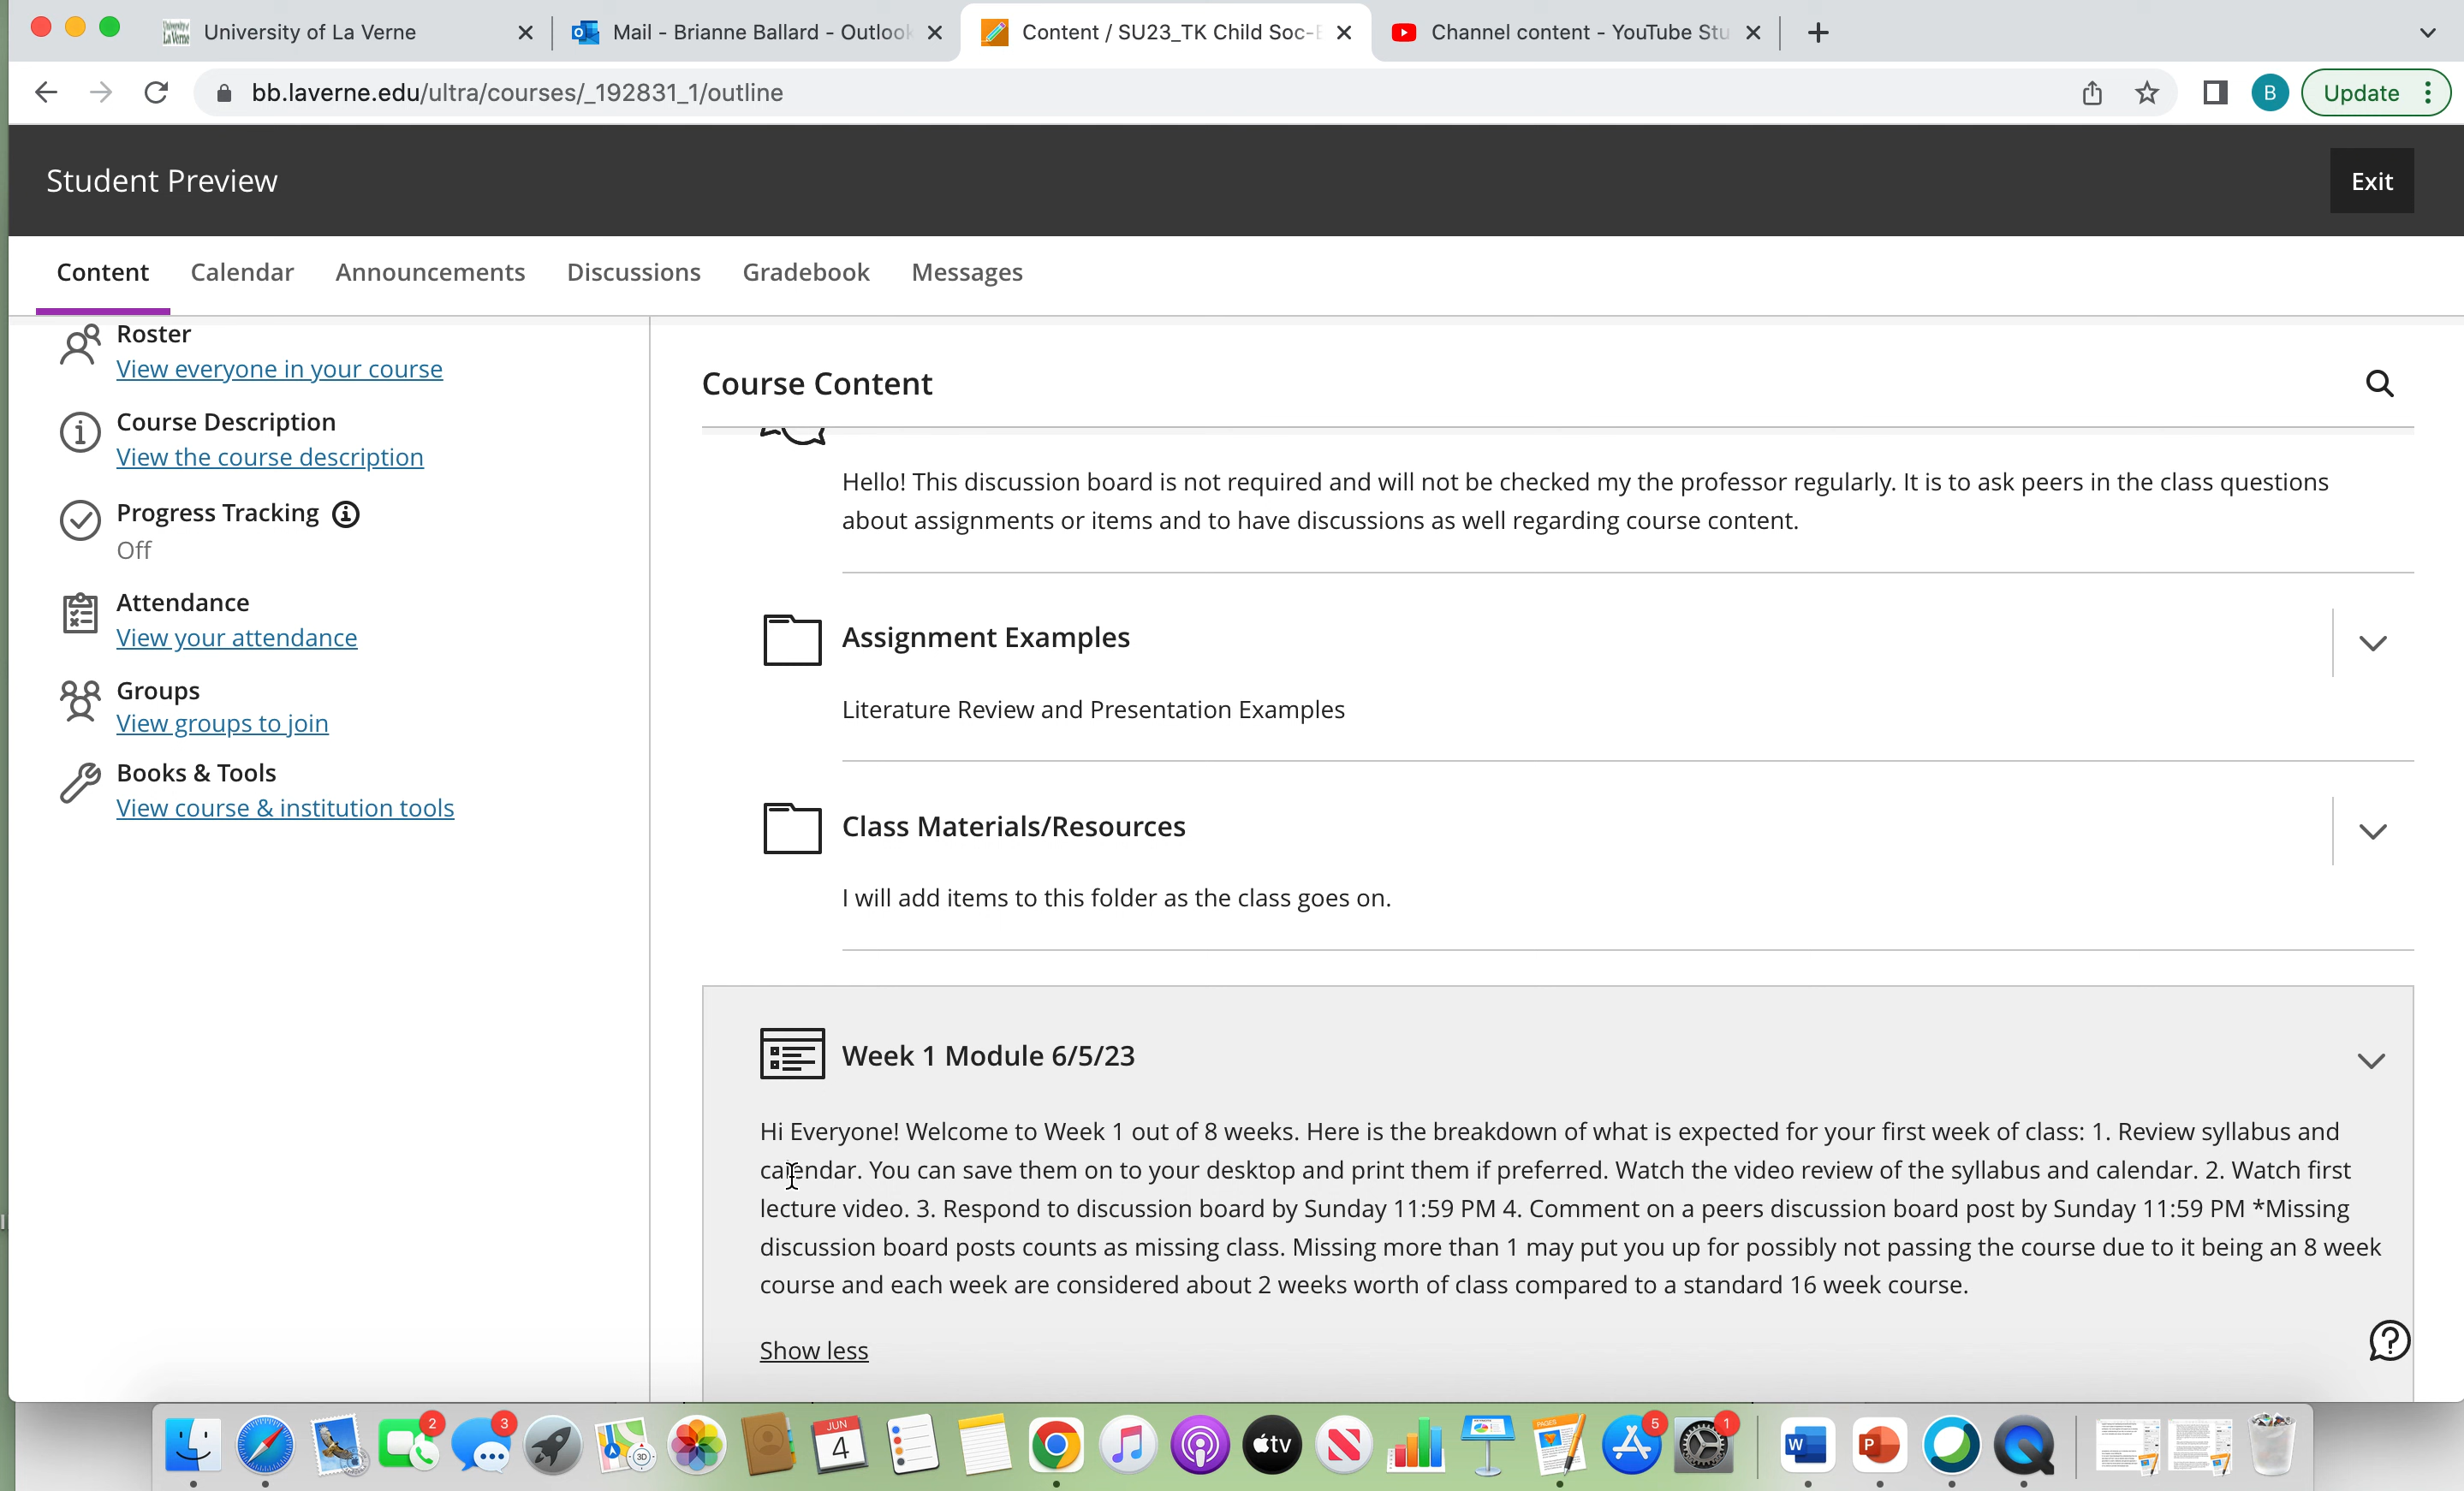 University of La Verne
Mail - Brianne Ballard - Outlook
Content / SU23_TK Child Soc-E
Channel content - YouTube Stu
bb.laverne.edu/ultra/courses/_192831_1/outline
B
Update
Student Preview
Exit
Content
Calendar
Announcements
Discussions
Gradebook
Messages
Roster
View everyone in your course
Course Description
View the course description
Progress Tracking
Off
Attendance
View your attendance
Groups
View groups to join
Books & Tools
View course & institution tools
Course Content
Hello! This discussion board is not required and will not be checked my the professor regularly. It is to ask peers in the class questions
about assignments or items and to have discussions as well regarding course content.
Assignment Examples
Literature Review and Presentation Examples
Class Materials/Resources
I will add items to this folder as the class goes on.
Week 1 Module 6/5/23
Hi Everyone! Welcome to Week 1 out of 8 weeks. Here is the breakdown of what is expected for your first week of class: 1. Review syllabus and
calendar. You can save them on to your desktop and print them if preferred. Watch the video review of the syllabus and calendar. 2. Watch first
lecture video. 3. Respond to discussion board by Sunday 11:59 PM 4. Comment on a peers discussion board post by Sunday 11:59 PM *Missing
discussion board posts counts as missing class. Missing more than 1 may put you up for possibly not passing the course due to it being an 8 week
course and each week are considered about 2 weeks worth of class compared to a standard 16 week course.
Show less
2
3
3D
JUN
4
tv
PAGES
5
1
W
P